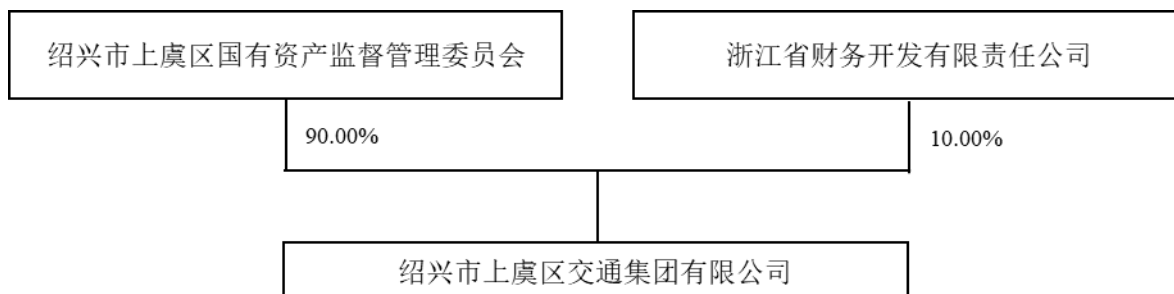 绍兴市上虞区国有资产监督管理委员会
浙江省财务开发有限责任公司
90.00%
10.00%
绍兴市上虞区交通集团有限公司